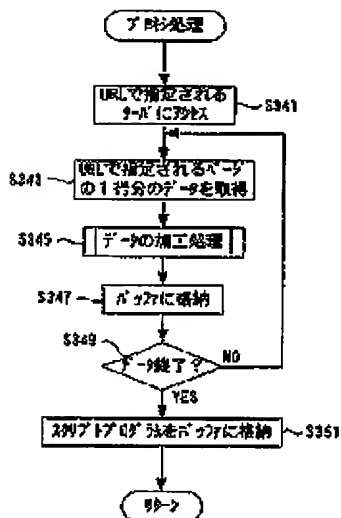 プロキシ処理
URLで指定される
サーバにアクセス
S341
URLで指定されるページ
の1行分のデータを取得
S343
データの加工処理
S345
バッファに格納
S347
データ終了?
S349
NO
YES
スクリプトプログラムをバッファに格納
S351
リターン